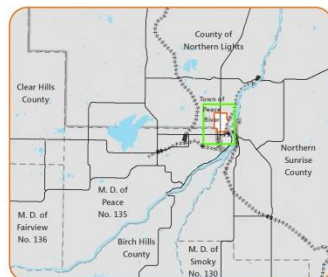 County of
Northern Lights
Clear Hills
County
Town of
Peace
River
Northern
Sunrise
County
M. D. of
Peace
No. 135
M. D. of
Fairview
No. 136
Birch Hills
County
M. D. of
Smoky
No. 130